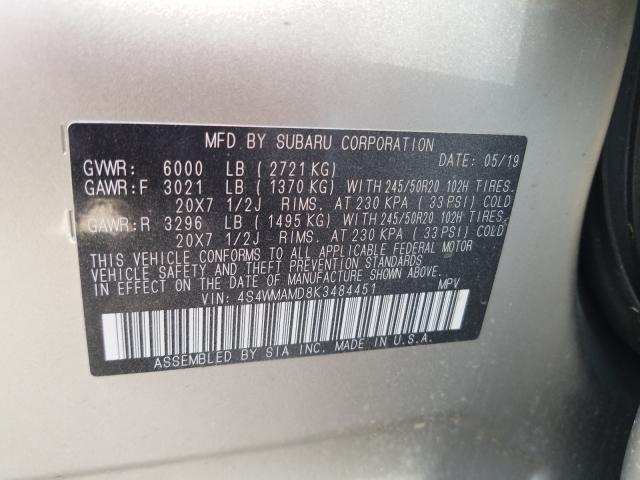 MFD BY SUBARU CORPORATION
GVWR: 6000 LB ( 2721 KG) DATE: 05/19
GAWR:F 3021 LB ( 1370 KG) WITH 245/50R20 102H TIRES.
20X7 1/2J RIMS. AT 230 KPA ( 33 PSI) COLD
GAWR:R 3296 LB ( 1495 KG) WITH 245/50R20 102H TIRES.
20X7 1/2J RIMS. AT 230 KPA ( 33 PSI) COLD
THIS VEHICLE CONFORMS TO ALL APPLICABLE FEDERAL MOTOR
VEHICLE SAFETY AND THEFT PREVENTION STANDARDS
IN EFFECT ON THE DATE OF MANUFACTURE SHOWN ABOVE.
VIN: 4S4WMAMD8K3484451 MPV
ASSEMBLED BY SIA INC. MADE IN U.S.A.